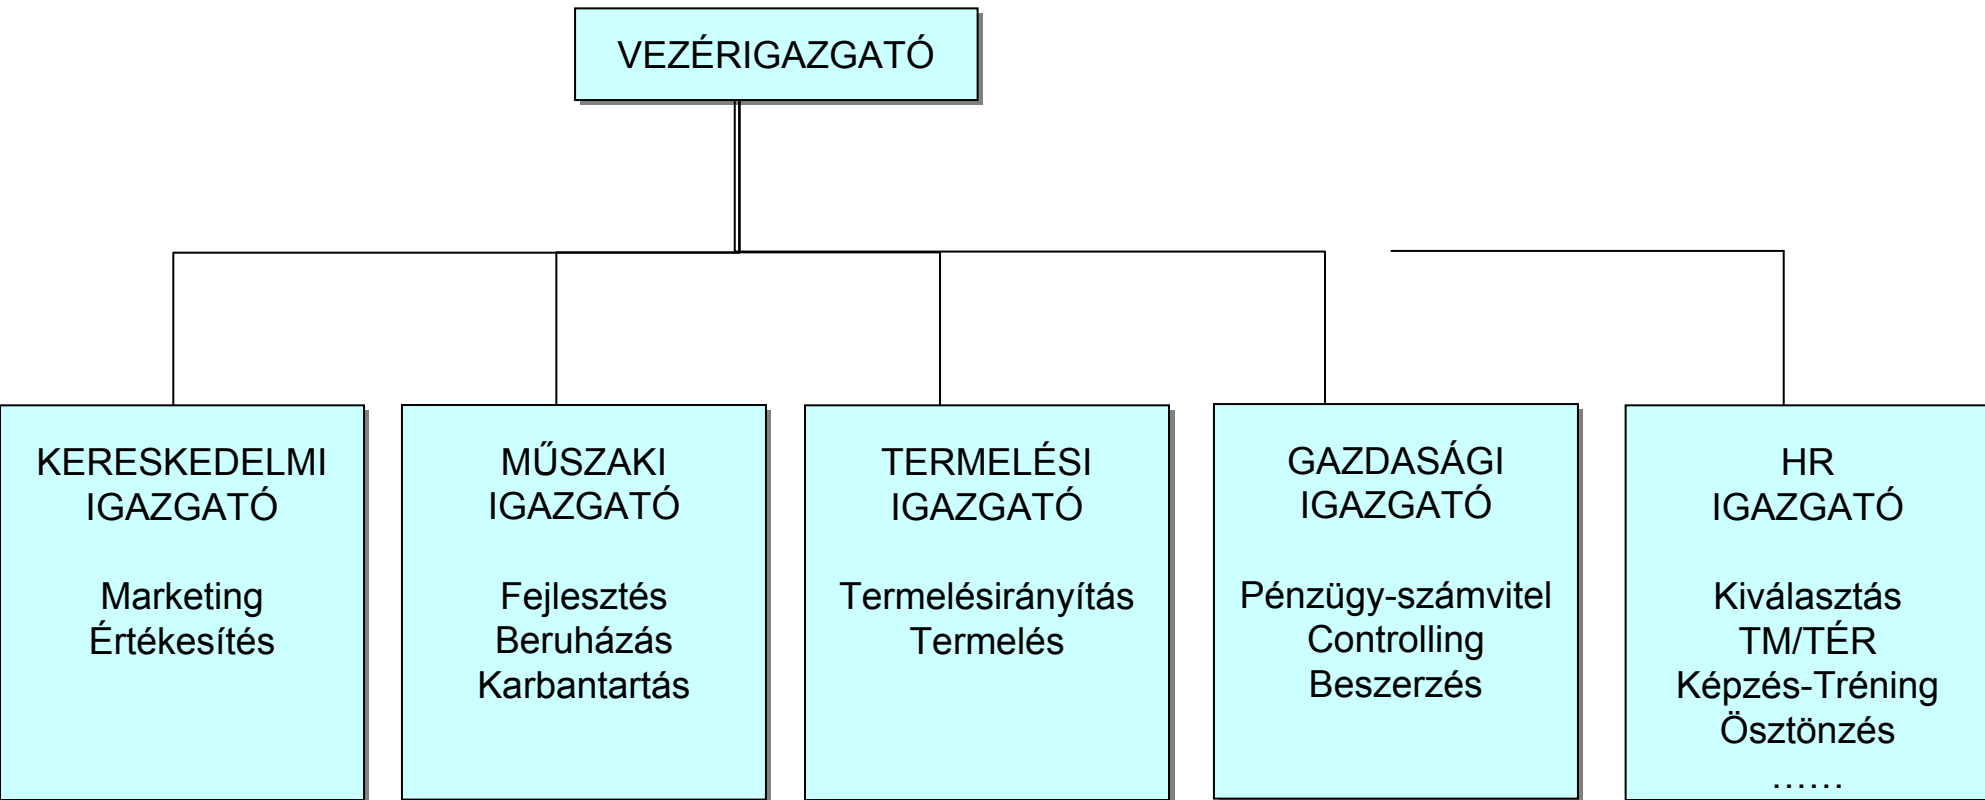 VEZÉRIGAZGATÓ
KERESKEDELMI
IGAZGATÓ
Marketing
Értékesítés
MŰSZAKI
IGAZGATÓ
Fejlesztés
Beruházás
Karbantartás
TERMELÉSI
IGAZGATÓ
Termelésirányítás
Termelés
GAZDASÁGI
IGAZGATÓ
Pénzügy-számvitel
Controlling
Beszerzés
HR
IGAZGATÓ
Kiválasztás
TM/TÉR
Képzés-Tréning
Ösztönzés
……